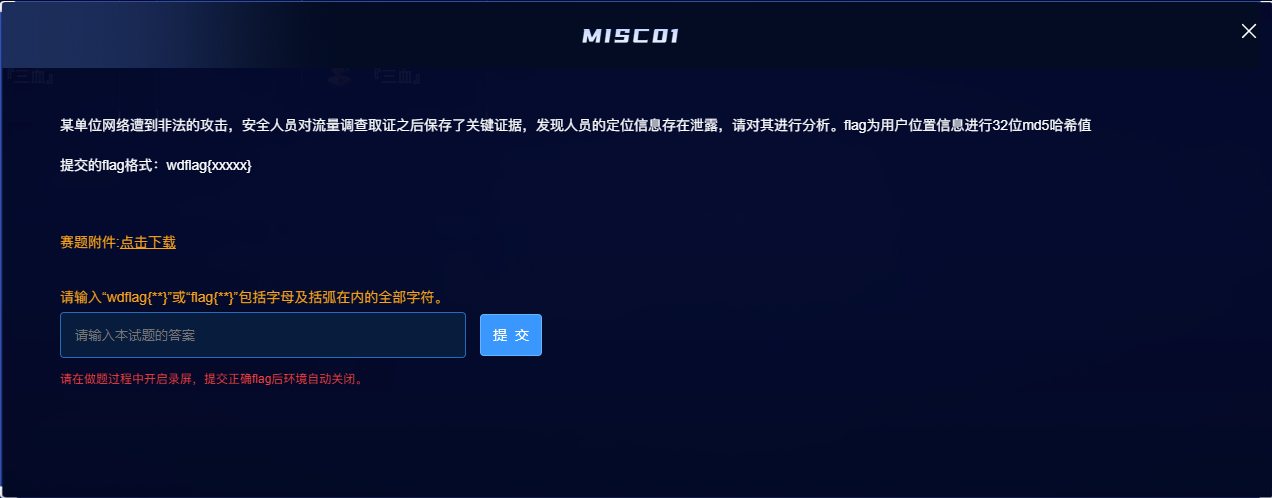 MISC01
『三血』 『三血』
某单位网络遭到非法的攻击，安全人员对流量调查取证之后保存了关键证据，发现人员的定位信息存在泄露，请对其进行分析。flag为用户位置信息进行32位md5哈希值
提交的flag格式：wdflag{xxxxx}
赛题附件:点击下载
请输入“wdflag{**}”或“flag{**}”包括字母及括弧在内的全部字符。
请输入本试题的答案 提 交
请在做题过程中开启录屏，提交正确flag后环境自动关闭。